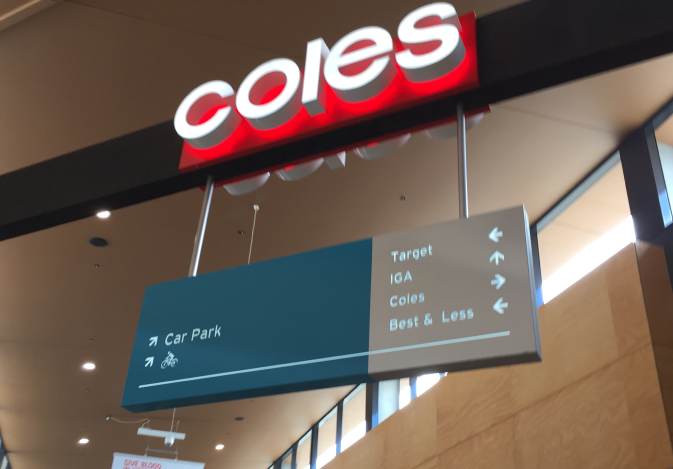 coles
Target
IGA
Coles
Best & Less
Car Park
GIVE BLOOD